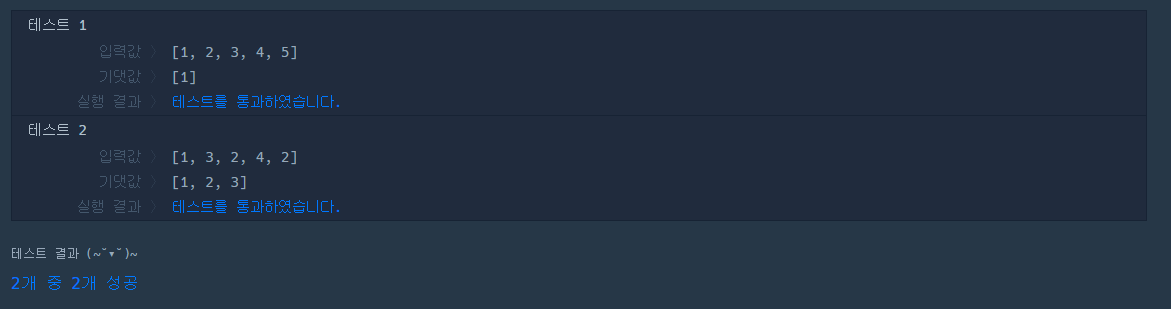 테스트 1
입력값 〉 [1, 2, 3, 4, 5]
기댓값 〉 [1]
실행 결과 〉 테스트를 통과하였습니다.
테스트 2
입력값 〉 [1, 3, 2, 4, 2]
기댓값 〉 [1, 2, 3]
실행 결과 〉 테스트를 통과하였습니다.
테스트 결과 (~˘▾˘)~
2개 중 2개 성공